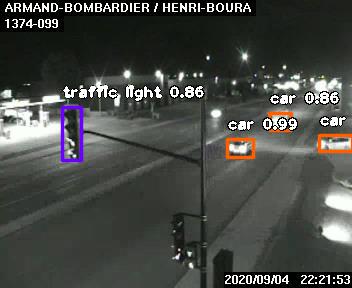 ARMAND-BOMBARDIER / HENRI-BOURA
1374-099
traffic light 0.86
car 0.86
car 0.99
car
2020/09/04 22:21:53